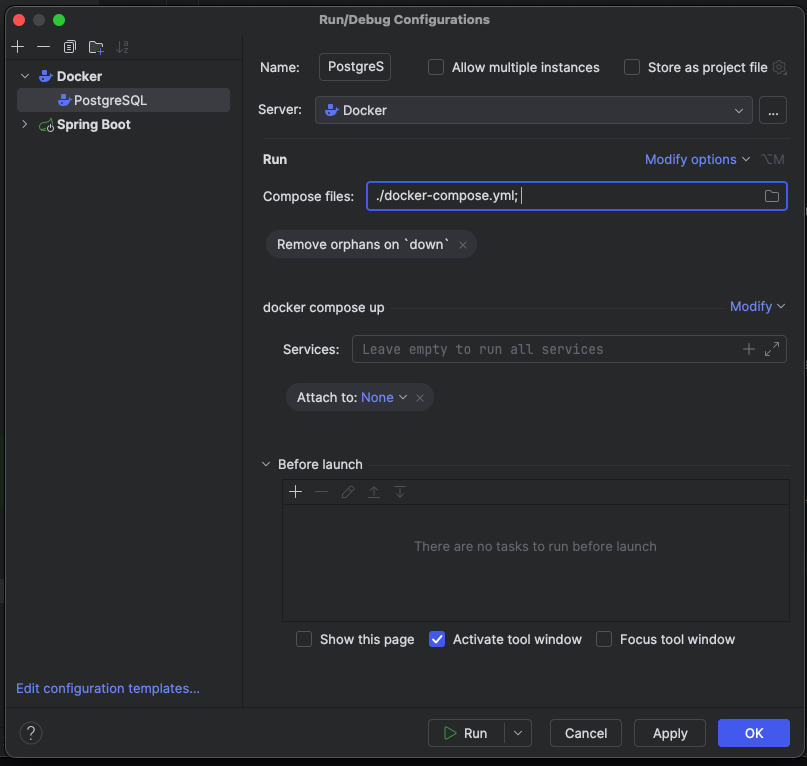 Run/Debug Configurations
Docker
PostgreSQL
Spring Boot
Edit configuration templates...
Name: PostgreS Allow multiple instances Store as project file
Server: Docker ...
Run Modify options ⌥M
Compose files: ./docker-compose.yml;
Remove orphans on `down` ×
docker compose up Modify
Services: Leave empty to run all services
Attach to: None ×
Before launch
There are no tasks to run before launch
Show this page Activate tool window Focus tool window
? Run Cancel Apply OK